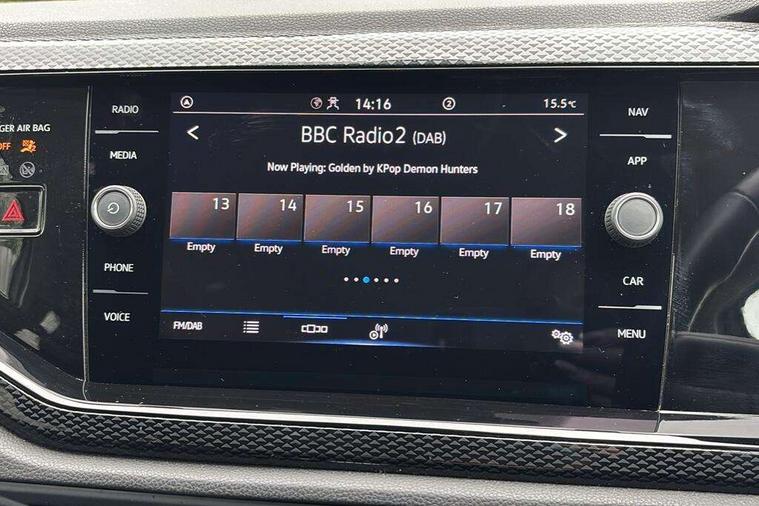 RADIO
14:16
2
15.5°C
NAV
GER AIR BAG
OFF
MEDIA
< BBC Radio2 (DAB) >
APP
Now Playing: Golden by KPop Demon Hunters
13 14 15 16 17 18
Empty Empty Empty Empty Empty Empty
PHONE
CAR
VOICE
FM/DAB
MENU